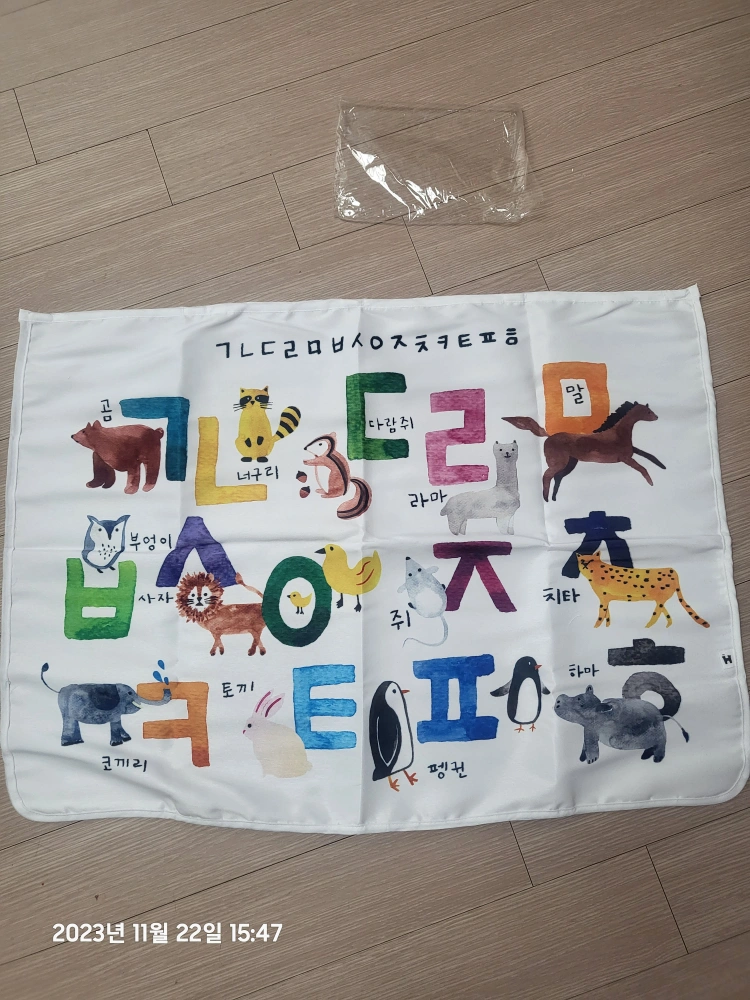 ㄱㄴㄷㄹㅁㅂㅅㅇㅈㅊㅋㅌㅍㅎ
곰
ㄱ
ㄴ
너구리
ㄷ
다람쥐
ㄹ
라마
ㅁ
말
부엉이
ㅂ
ㅅ
사자
ㅇ
ㅈ
쥐
ㅊ
치타
ㅋ
코끼리
토끼
ㅌ
ㅍ
펭귄
하마
ㅎ
2023년 11월 22일 15:47